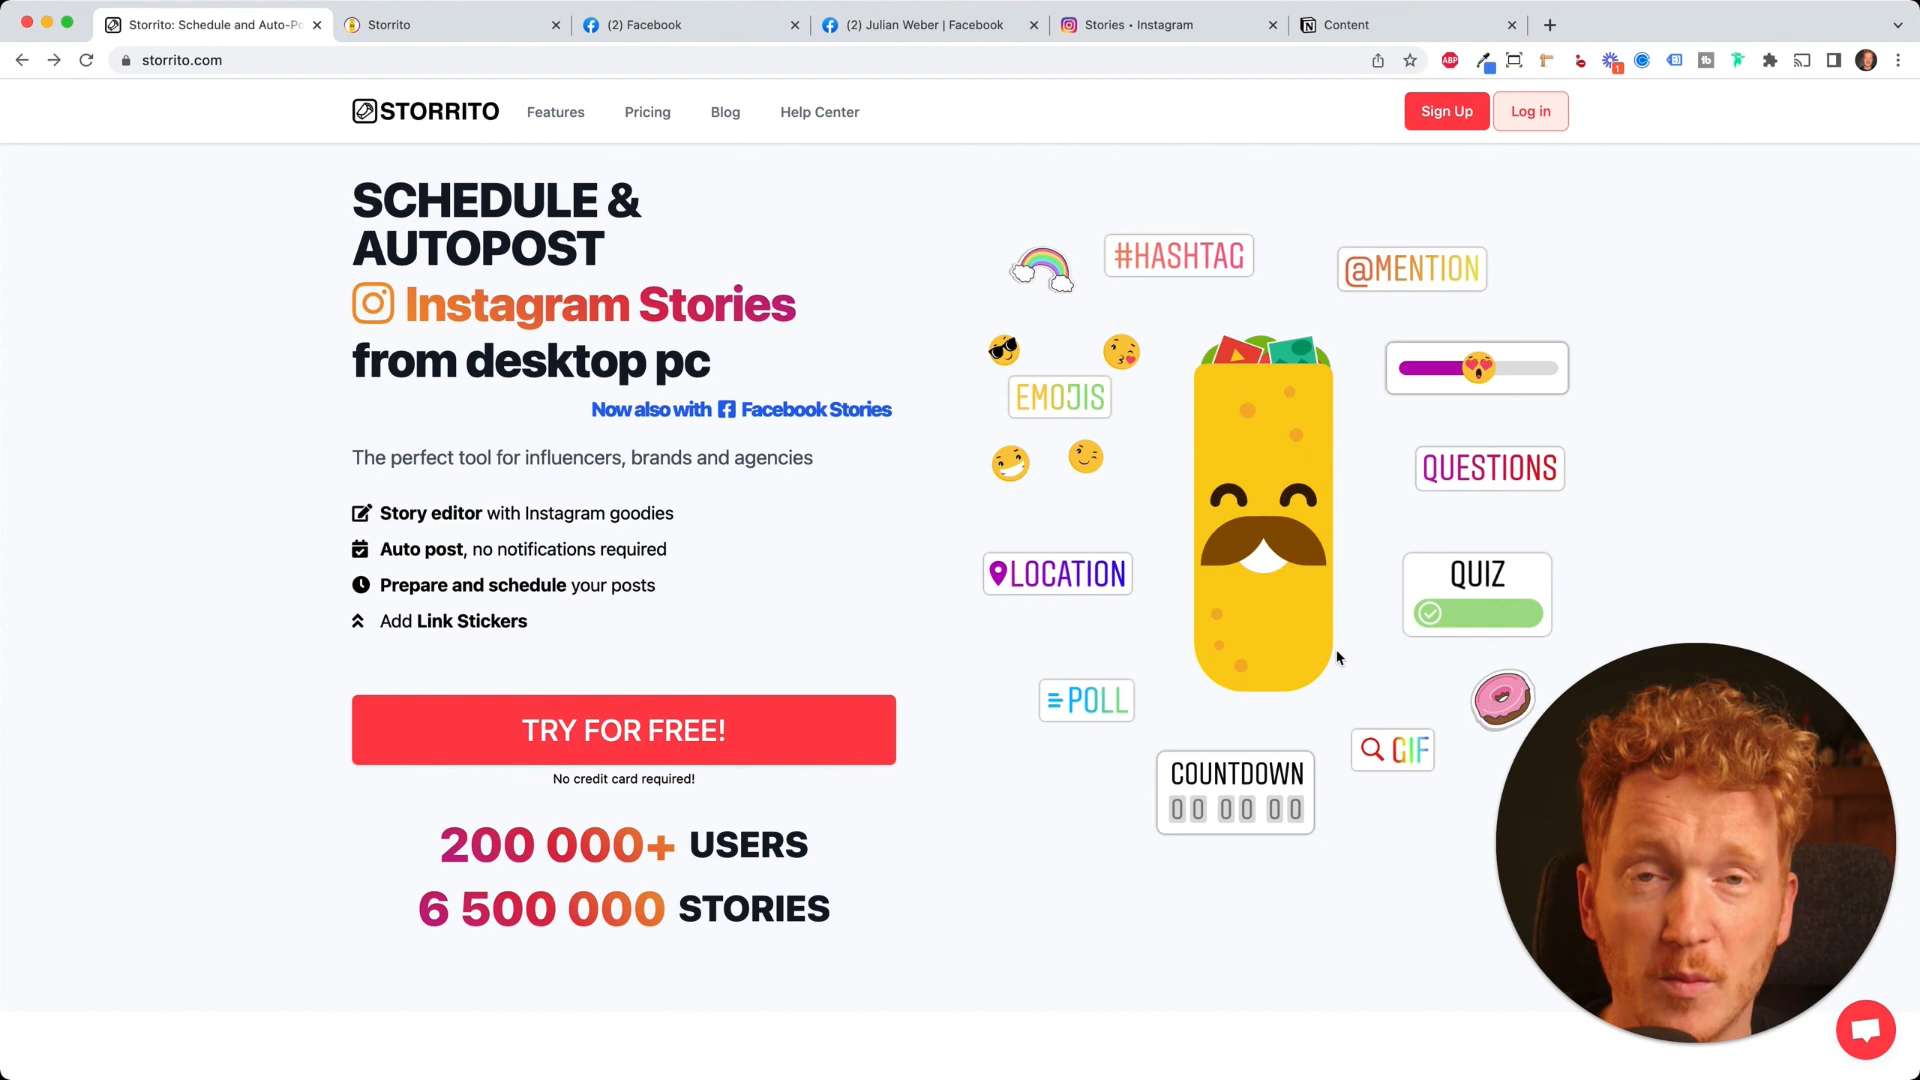 Storrito: Schedule and Auto-Po
Storrito
(2) Facebook
(2) Julian Weber | Facebook
Stories • Instagram
Content
storrito.com
ABP
1
STORRITO
Features
Pricing
Blog
Help Center
Sign Up
Log in
SCHEDULE &
AUTOPOST
Instagram Stories
from desktop pc
Now also with Facebook Stories
The perfect tool for influencers, brands and agencies
Story editor with Instagram goodies
Auto post, no notifications required
Prepare and schedule your posts
Add Link Stickers
TRY FOR FREE!
No credit card required!
200 000+ USERS
6 500 000 STORIES
#HASHTAG
@MENTION
EMOJIS
QUESTIONS
LOCATION
QUIZ
POLL
GIF
COUNTDOWN
00 00 00